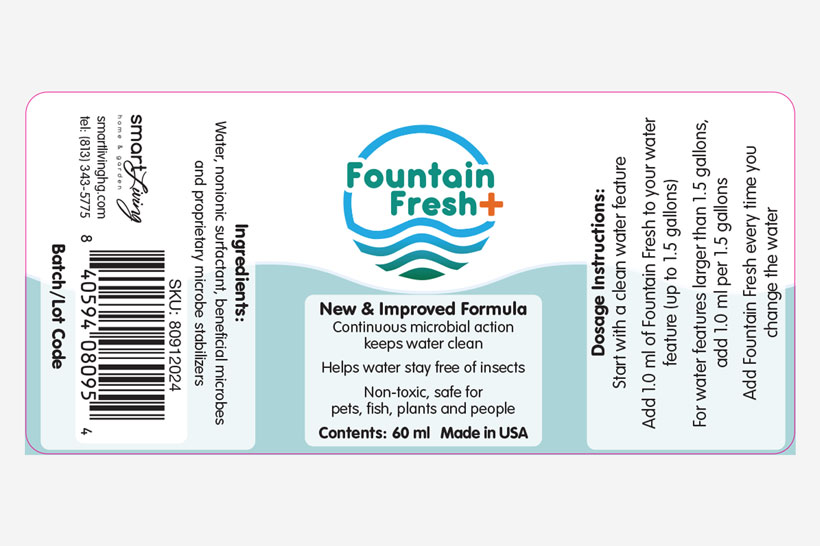 smart
Living
home & garden
smartlivinghg.com
tel: (813) 343-5775
SKU: 80912024
8 40594 08095 4
Batch/Lot Code
Ingredients:
Water, nonionic surfactant, beneficial microbes
and proprietary microbe stabilizers
Fountain
Fresh+
New & Improved Formula
Continuous microbial action
keeps water clean
Helps water stay free of insects
Non-toxic, safe for
pets, fish, plants and people
Contents: 60 ml Made in USA
Dosage Instructions:
Start with a clean water feature
Add 1.0 ml of Fountain Fresh to your water
feature (up to 1.5 gallons)
For water features larger than 1.5 gallons,
add 1.0 ml per 1.5 gallons
Add Fountain Fresh every time you
change the water